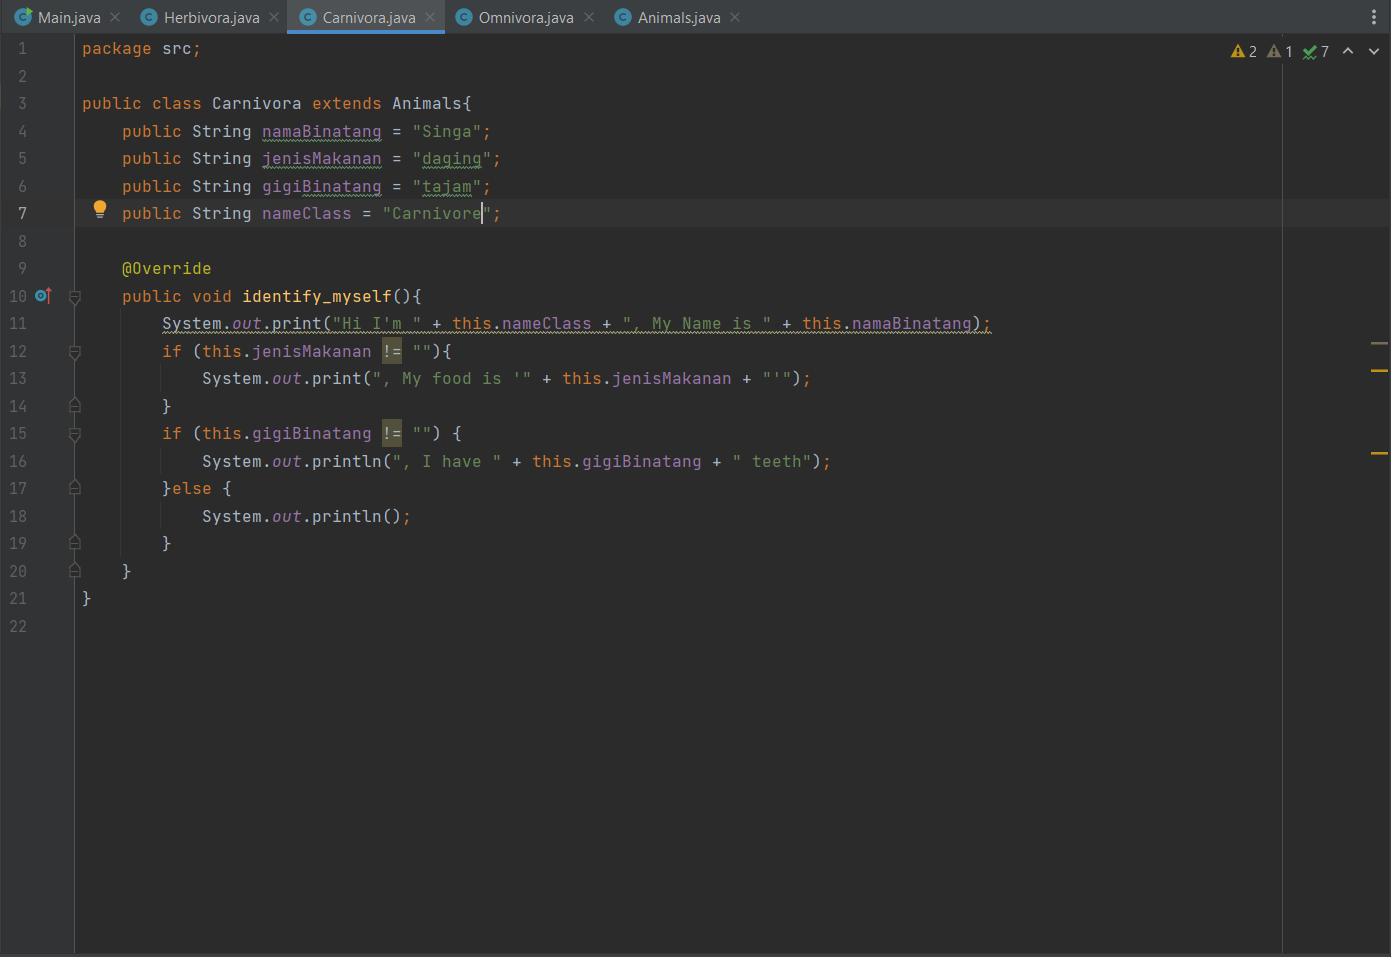 Main.java Herbivora.java Carnivora.java Omnivora.java Animals.java
2 1 7
1 package src;
2
3 public class Carnivora extends Animals{
4 public String namaBinatang = "Singa";
5 public String jenisMakanan = "daging";
6 public String gigiBinatang = "tajam";
7 public String nameClass = "Carnivore";
8
9 @Override
10 public void identify_myself(){
11 System.out.print("Hi I'm " + this.nameClass + ", My Name is " + this.namaBinatang);
12 if (this.jenisMakanan != ""){
13 System.out.print(", My food is '" + this.jenisMakanan + "'");
14 }
15 if (this.gigiBinatang != "") {
16 System.out.println(", I have " + this.gigiBinatang + " teeth");
17 }else {
18 System.out.println();
19 }
20 }
21 }
22